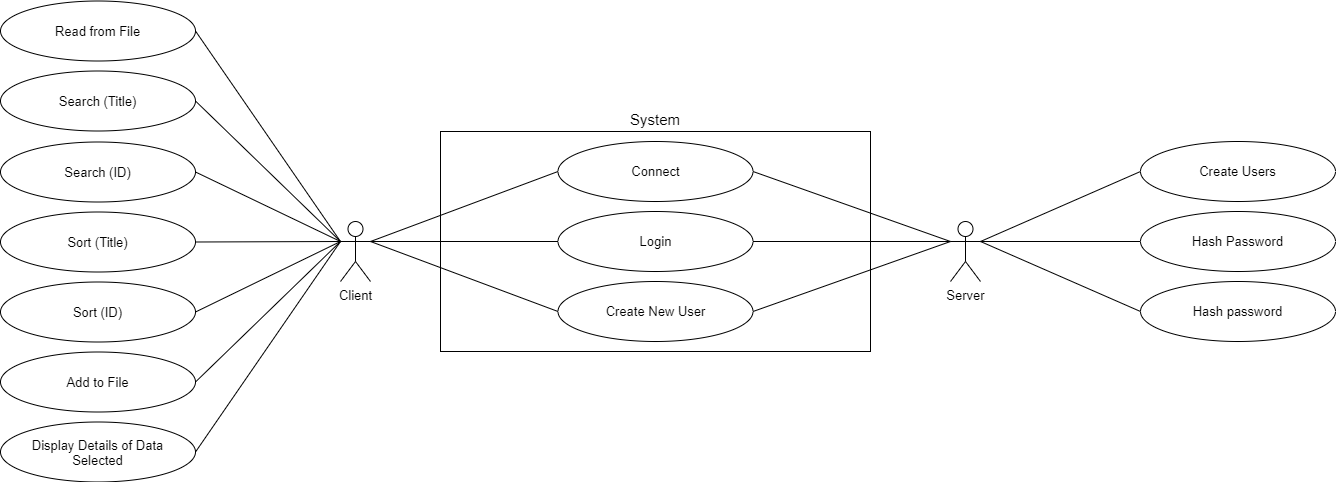 Read from File
Search (Title)
Search (ID)
Sort (Title)
Sort (ID)
Add to File
Display Details of Data
Selected
Client
System
Connect
Login
Create New User
Server
Create Users
Hash Password
Hash password